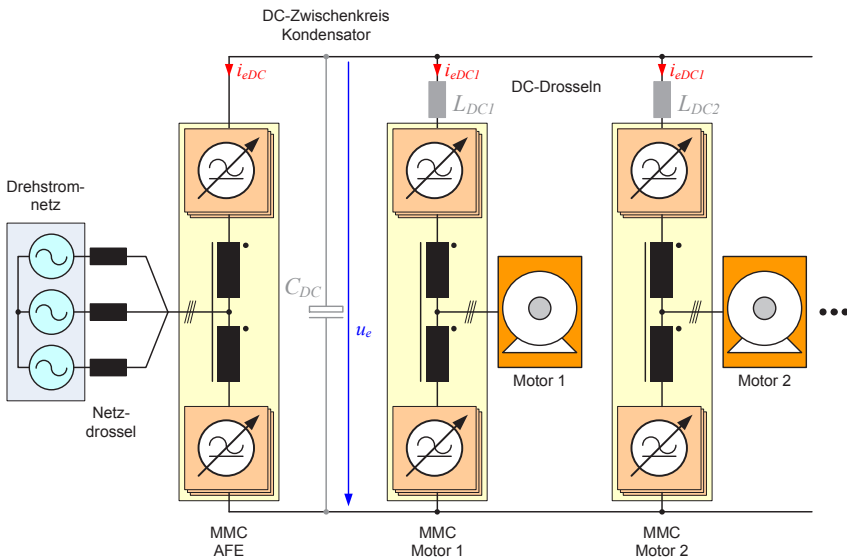 DC-Zwischenkreis
Kondensator
i_eDC
i_eDC1
i_eDC1
DC-Drosseln
L_DC1
L_DC2
Drehstrom-
netz
C_DC
u_e
Netz-
drossel
Motor 1
Motor 2
MMC
AFE
MMC
Motor 1
MMC
Motor 2